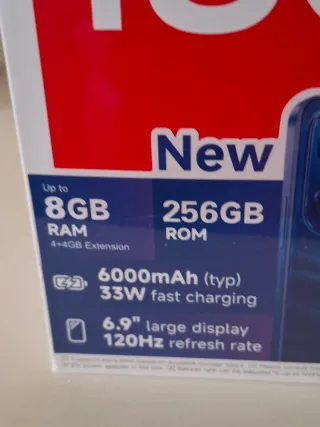 New
Up to
8GB
RAM
4+4GB Extension
256GB
ROM
6000mAh (typ)
33W fast charging
6.9" large display
120Hz refresh rate